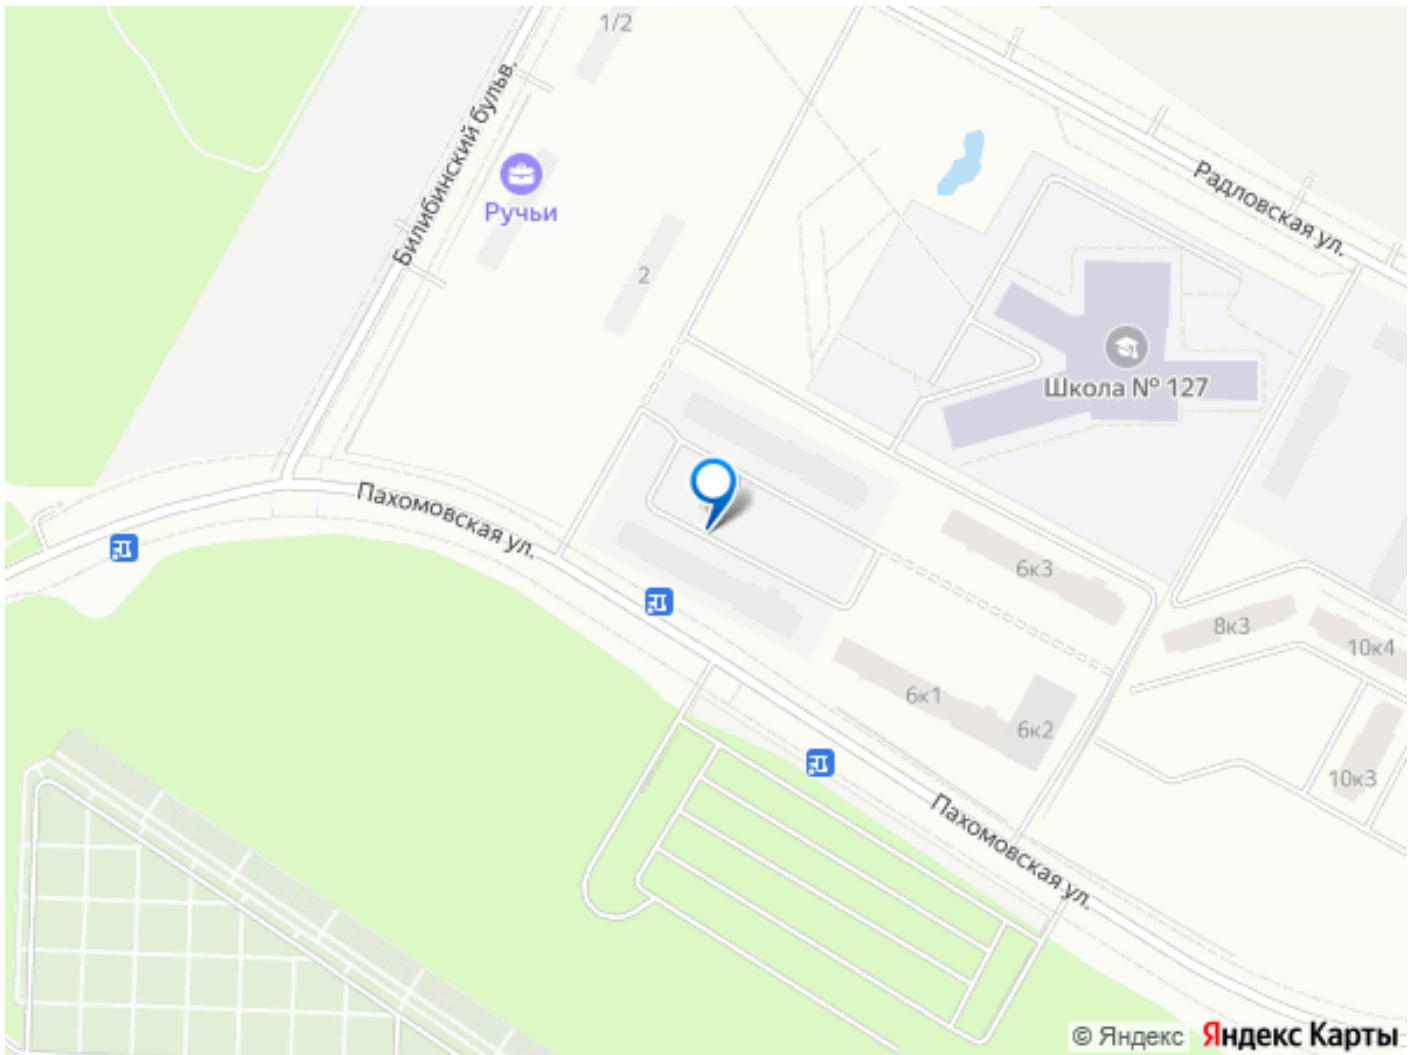 1/2
Билибинский бульв.
Радловская ул.
Ручьи
2
Школа № 127
Пахомовская ул.
6к3
8к3
10к4
6к1
6к2
10к3
Пахомовская ул.
© Яндекс Яндекс Карты